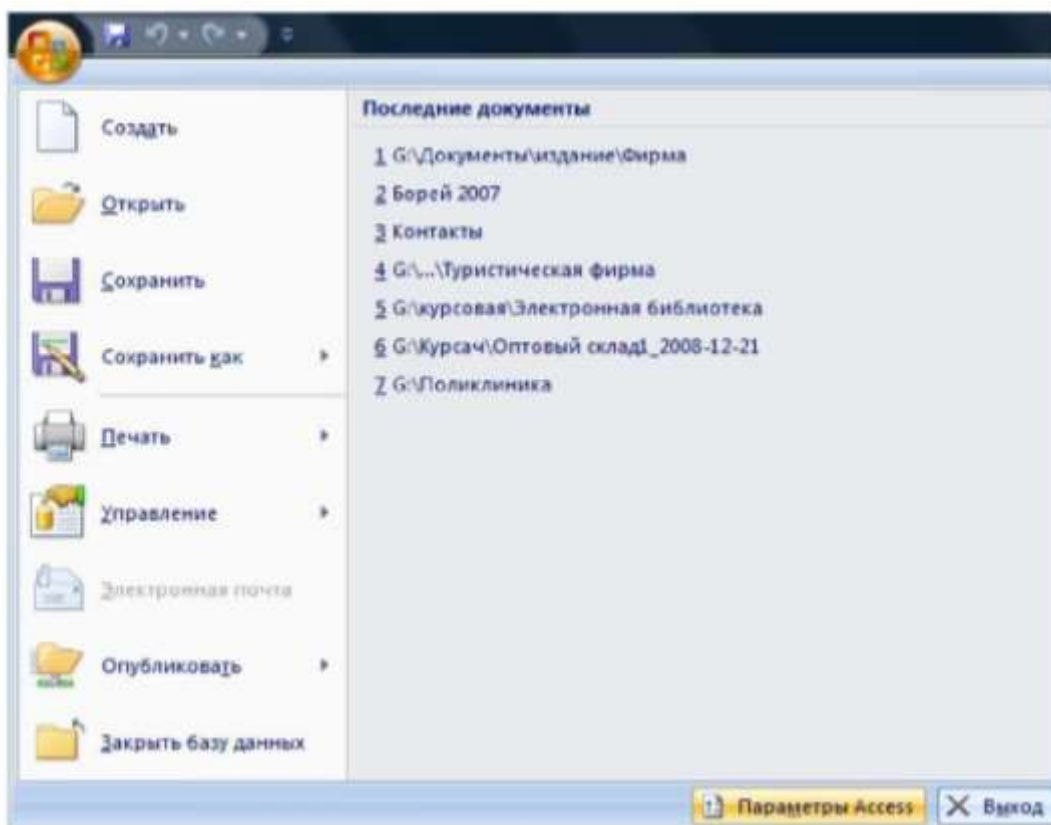 Создать
Открыть
Сохранить
Сохранить как
Печать
Управление
Электронная почта
Опубликовать
Закрыть базу данных
Последние документы
1 G:\Документы\издание\Фирма
2 Борей 2007
3 Контакты
4 G:\...\Туристическая фирма
5 G:\курсовая\Электронная библиотека
6 G:\Курсач\Оптовый склад1_2008-12-21
7 G:\Поликлиника
Параметры Access
Выход